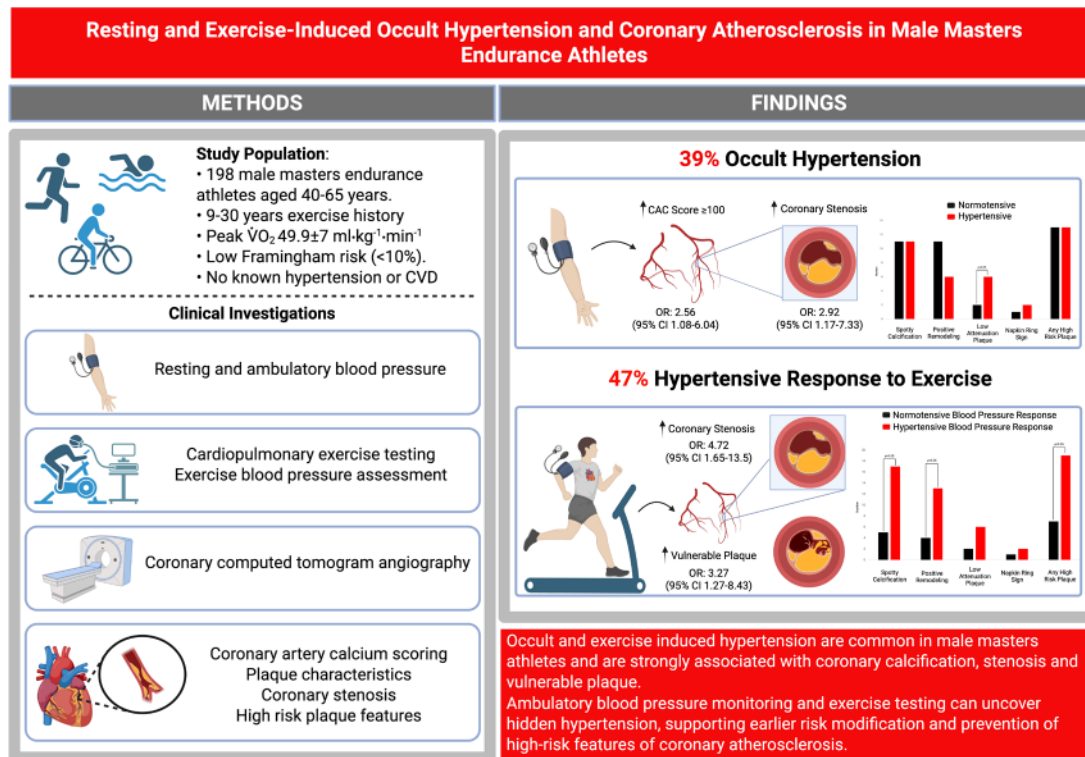 Resting and Exercise-Induced Occult Hypertension and Coronary Atherosclerosis in Male Masters
Endurance Athletes
METHODS
Study Population:
• 198 male masters endurance
athletes aged 40-65 years.
• 9-30 years exercise history
• Peak V̇O₂ 49.9±7 ml·kg⁻¹·min⁻¹
• Low Framingham risk (<10%).
• No known hypertension or CVD
Clinical Investigations
Resting and ambulatory blood pressure
Cardiopulmonary exercise testing
Exercise blood pressure assessment
Coronary computed tomogram angiography
Coronary artery calcium scoring
Plaque characteristics
Coronary stenosis
High risk plaque features
FINDINGS
39% Occult Hypertension
↑ CAC Score ≥100
OR: 2.56
(95% CI 1.08-6.04)
↑ Coronary Stenosis
OR: 2.92
(95% CI 1.17-7.33)
Normotensive
Hypertensive
Spotty
Calcification
Positive
Remodeling
Low
Attenuation
Plaque
Napkin Ring
Sign
Any High
Risk Plaque
47% Hypertensive Response to Exercise
↑ Coronary Stenosis
OR: 4.72
(95% CI 1.65-13.5)
↑ Vulnerable Plaque
OR: 3.27
(95% CI 1.27-8.43)
Normotensive Blood Pressure Response
Hypertensive Blood Pressure Response
Spotty
Calcification
Positive
Remodeling
Low
Attenuation
Plaque
Napkin Ring
Sign
Any High
Risk Plaque
Occult and exercise induced hypertension are common in male masters
athletes and are strongly associated with coronary calcification, stenosis and
vulnerable plaque.
Ambulatory blood pressure monitoring and exercise testing can uncover
hidden hypertension, supporting earlier risk modification and prevention of
high-risk features of coronary atherosclerosis.